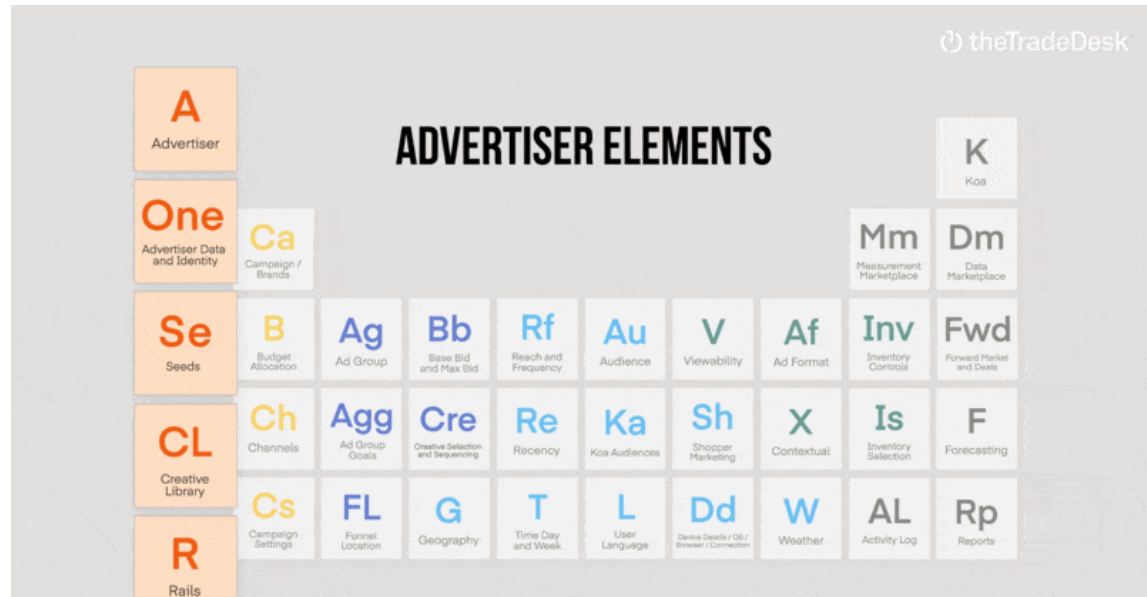 theTradeDesk
ADVERTISER ELEMENTS
A
Advertiser
K
Koa
One
Advertiser Data
and Identity
Ca
Campaign /
Brands
Mm
Measurement
Marketplace
Dm
Data
Marketplace
Se
Seeds
B
Budget
Allocation
Ag
Ad Group
Bb
Base Bid
and Max Bid
Rf
Reach and
Frequency
Au
Audience
V
Viewability
Af
Ad Format
Inv
Inventory
Controls
Fwd
Forward Market
and Deals
CL
Creative
Library
Ch
Channels
Agg
Ad Group
Goals
Cre
Creative Selection
and Sequencing
Re
Recency
Ka
Koa Audiences
Sh
Shopper
Marketing
X
Contextual
Is
Inventory
Selection
F
Forecasting
R
Rails
Cs
Campaign
Settings
FL
Funnel
Location
G
Geography
T
Time Day
and Week
L
User
Language
Dd
Device Details / OS /
Browser / Connection
W
Weather
AL
Activity Log
Rp
Reports